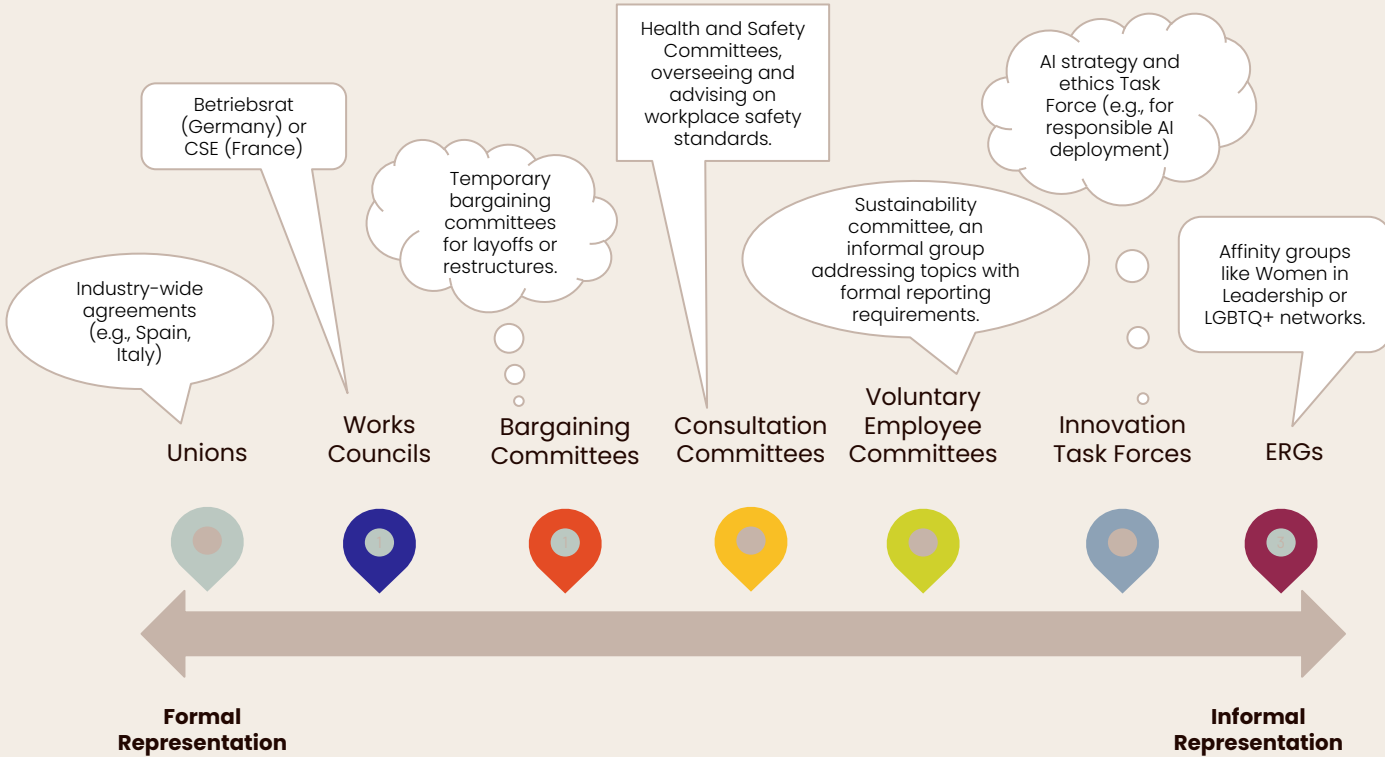 Industry-wide
agreements
(e.g., Spain,
Italy)
Betriebsrat
(Germany) or
CSE (France)
Temporary
bargaining
committees
for layoffs or
restructures.
Health and Safety
Committees,
overseeing and
advising on
workplace safety
standards.
Sustainability
committee, an
informal group
addressing topics with
formal reporting
requirements.
AI strategy and
ethics Task
Force (e.g., for
responsible AI
deployment)
Affinity groups
like Women in
Leadership or
LGBTQ+ networks.
Unions
Works
Councils
Bargaining
Committees
Consultation
Committees
Voluntary
Employee
Committees
Innovation
Task Forces
ERGs
1
1
3
Formal
Representation
Informal
Representation